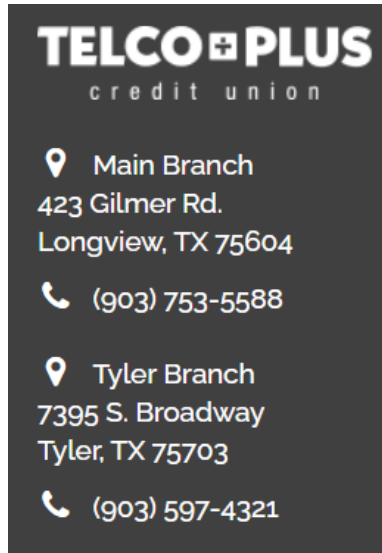 TELCO PLUS
credit union
Main Branch
423 Gilmer Rd.
Longview, TX 75604
(903) 753-5588
Tyler Branch
7395 S. Broadway
Tyler, TX 75703
(903) 597-4321